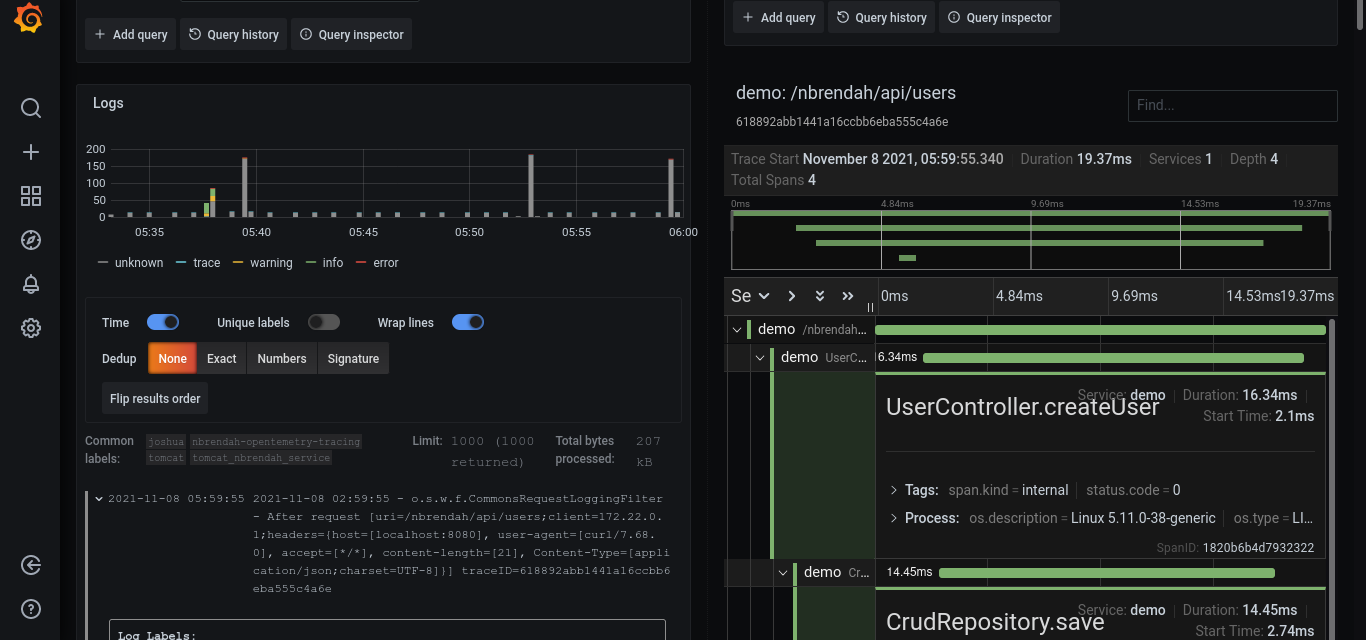 Add query
Query history
Query inspector
Logs
200
150
100
50
0
05:35
05:40
05:45
05:50
05:55
06:00
unknown
trace
warning
info
error
Time
Unique labels
Wrap lines
Dedup
None
Exact
Numbers
Signature
Flip results order
Common labels:
joshua
nbrendah-opentemetry-tracing
tomcat
tomcat_nbrendah_service
Limit:
1000 (1000
returned)
Total bytes
processed:
207
kB
2021-11-08 05:59:55 2021-11-08 02:59:55 - o.s.w.f.CommonsRequestLoggingFilter
- After request [uri=/nbrendah/api/users;client=172.22.0.
1;headers={host=[localhost:8080], user-agent=[curl/7.68.
0], accept=[*/*], content-length=[21], Content-Type=[appli
cation/json;charset=UTF-8]}] traceID=618892abb1441a16ccbb6
eba555c4a6e
Log Labels:
Add query
Query history
Query inspector
demo: /nbrendah/api/users
618892abb1441a16ccbb6eba555c4a6e
Find...
Trace Start November 8 2021, 05:59:55.340 Duration 19.37ms Services 1 Depth 4
Total Spans 4
0ms 4.84ms 9.69ms 14.53ms 19.37ms
Se
0ms 4.84ms 9.69ms 14.53ms 19.37ms
demo /nbrendah...
demo UserC...
16.34ms
UserController.createUser
Service: demo Duration: 16.34ms
Start Time: 2.1ms
Tags: span.kind = internal status.code = 0
Process: os.description = Linux 5.11.0-38-generic os.type = LI...
SpanID: 1820b6b4d7932322
demo Cr...
14.45ms
CrudRepository.save
Service: demo Duration: 14.45ms
Start Time: 2.74ms